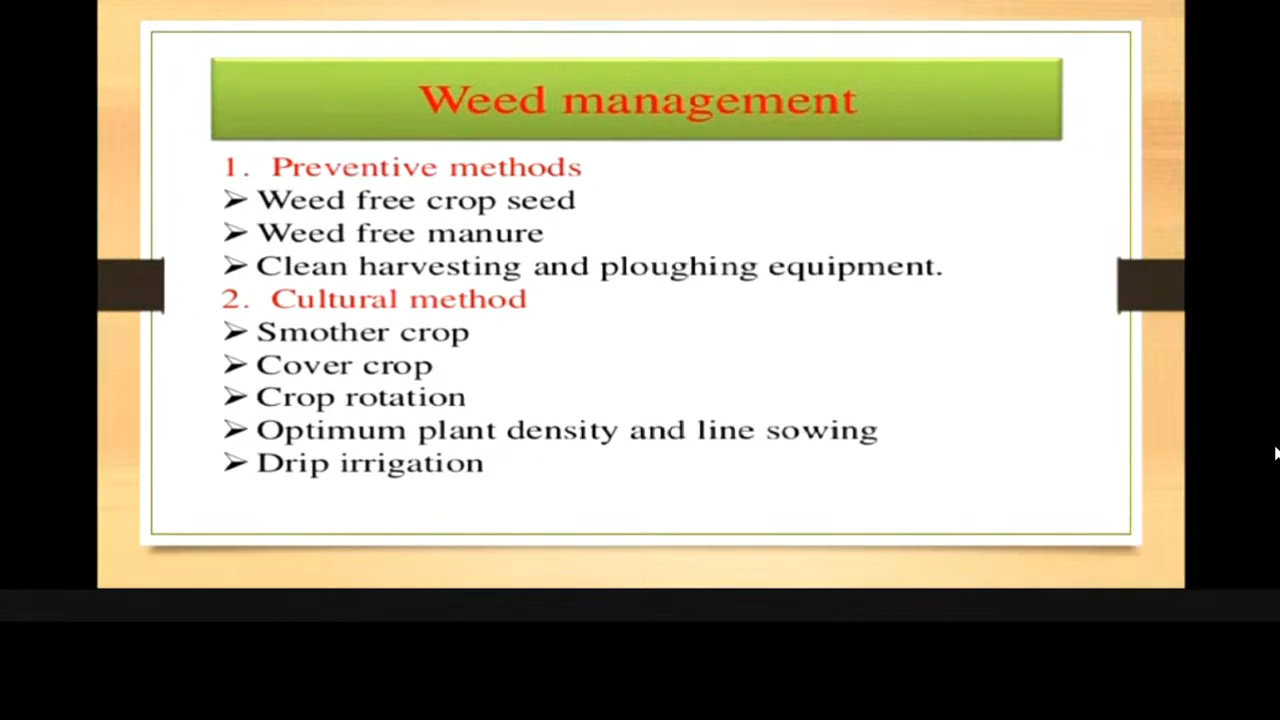 Weed management
1. Preventive methods
➢ Weed free crop seed
➢ Weed free manure
➢ Clean harvesting and ploughing equipment.
2. Cultural method
➢ Smother crop
➢ Cover crop
➢ Crop rotation
➢ Optimum plant density and line sowing
➢ Drip irrigation